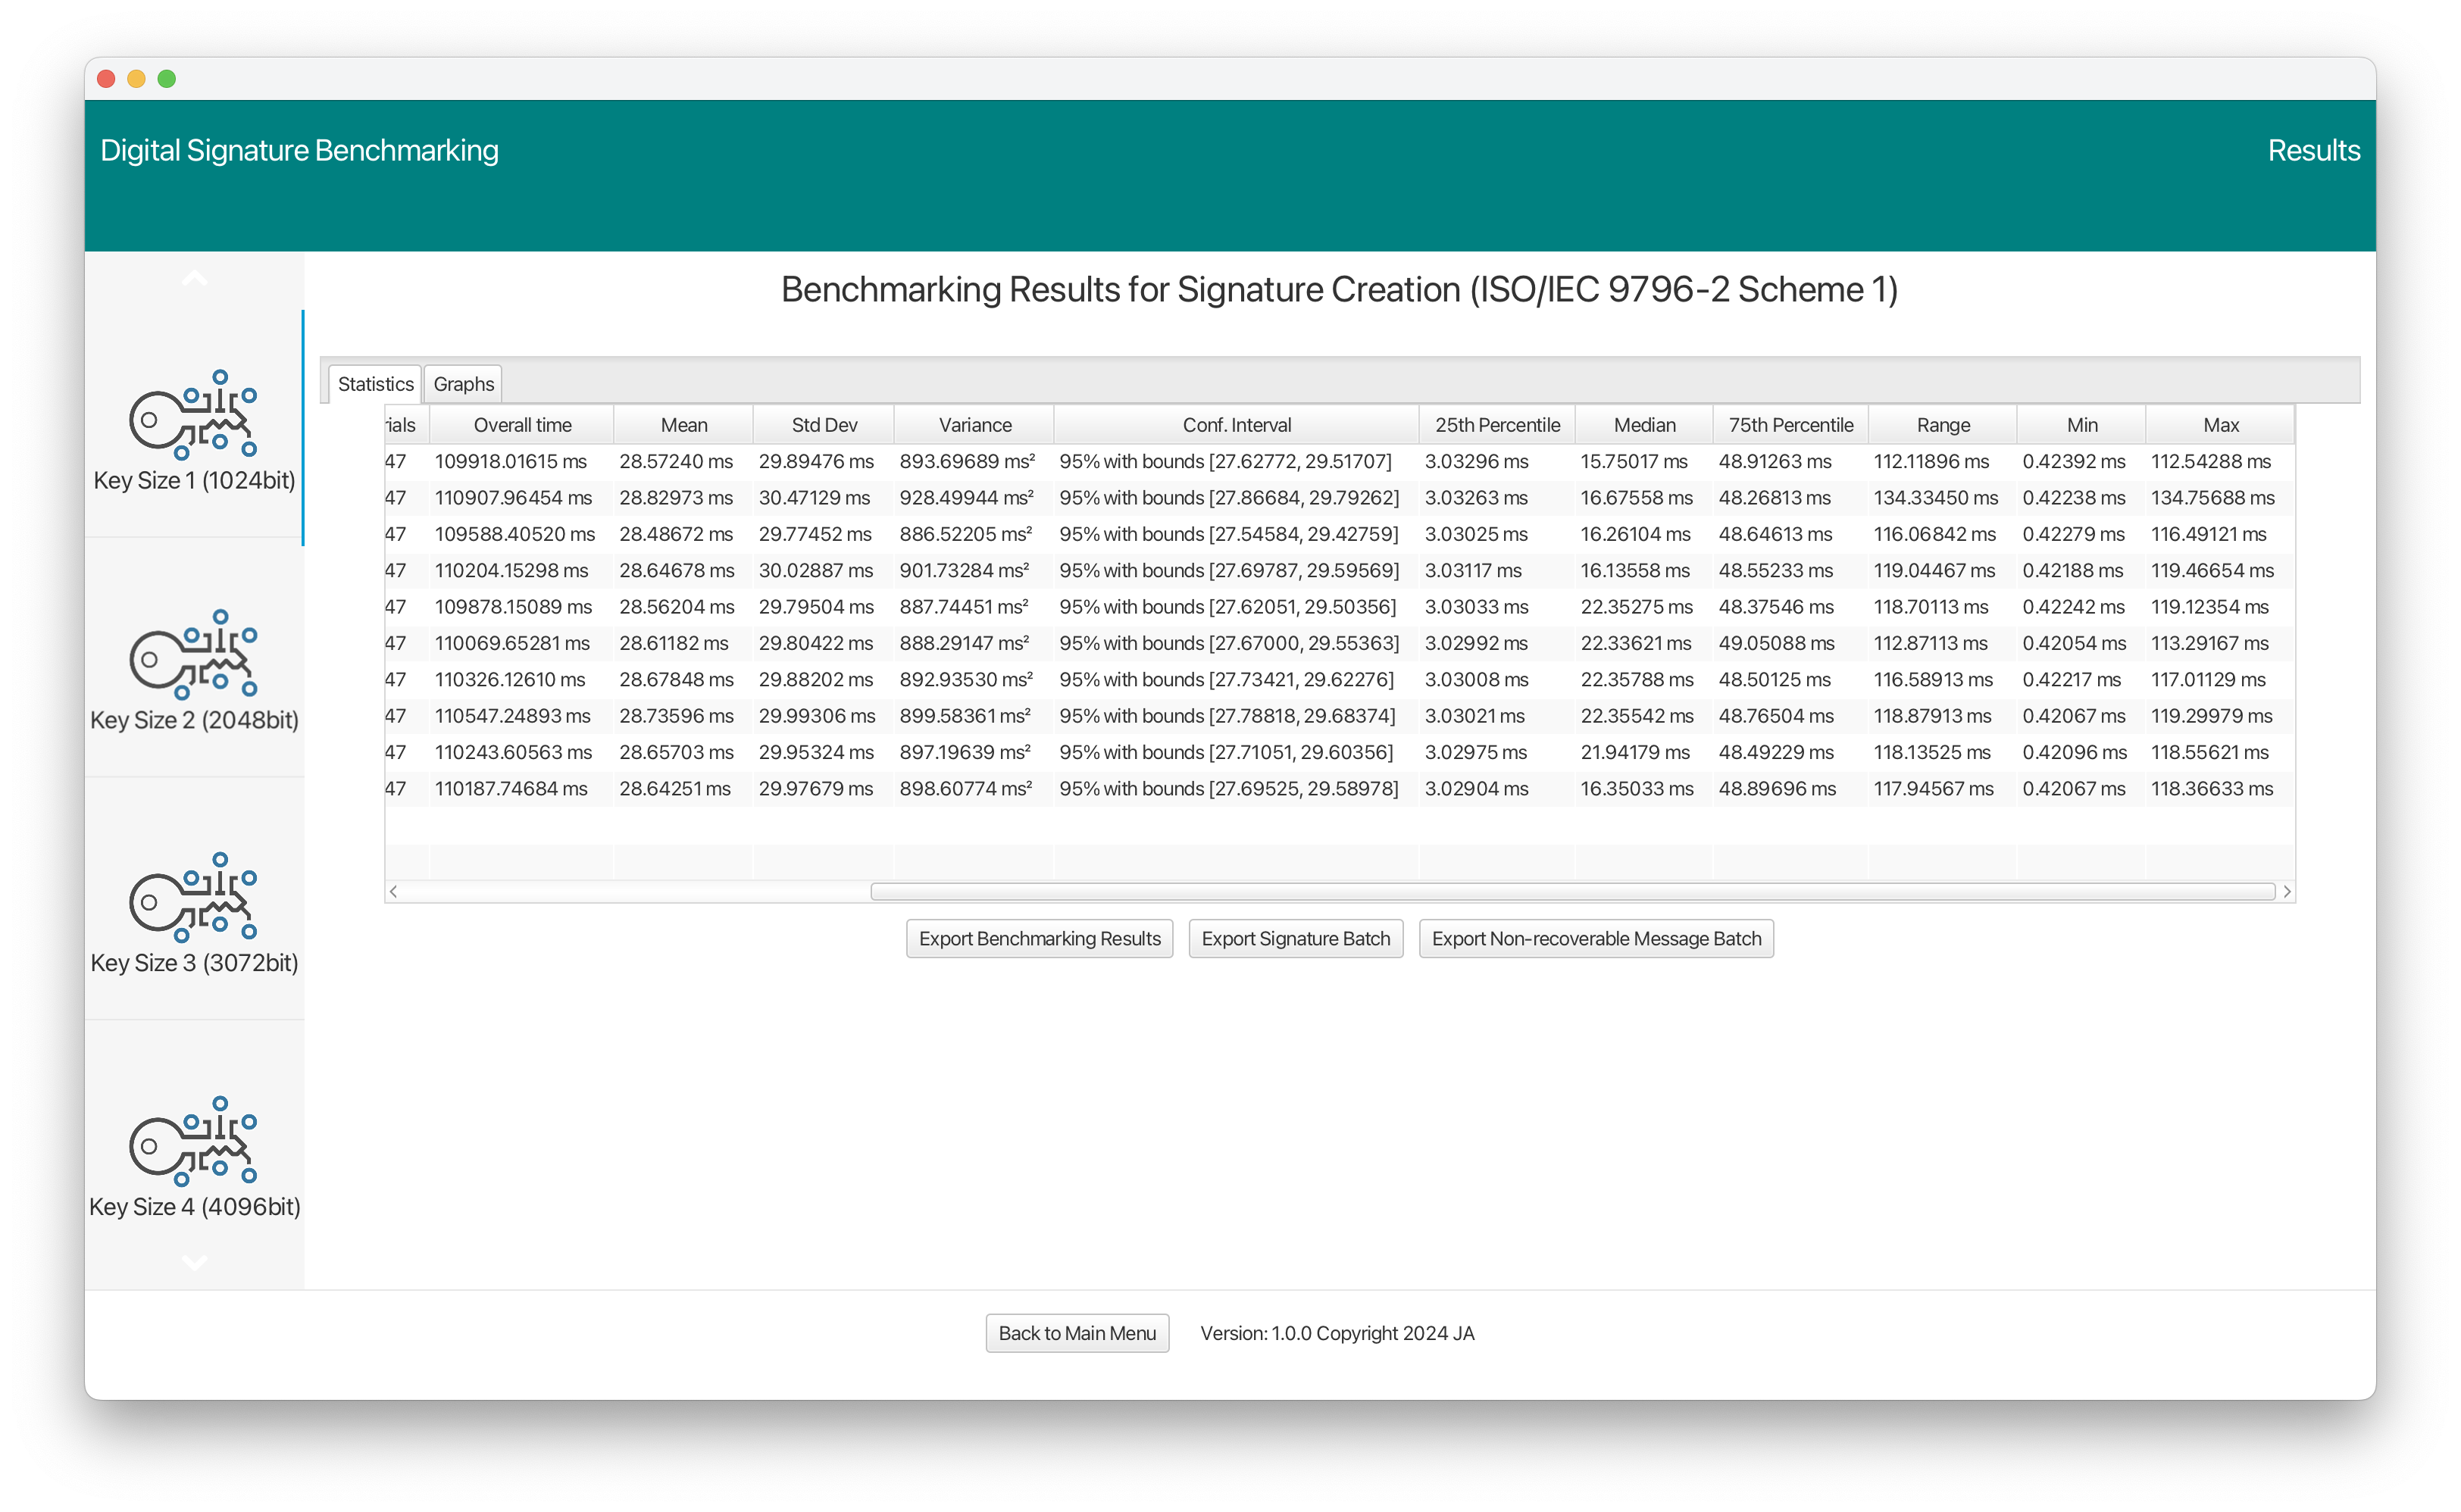 Digital Signature Benchmarking
Results
Benchmarking Results for Signature Creation (ISO/IEC 9796-2 Scheme 1)
Key Size 1 (1024bit)
Key Size 2 (2048bit)
Key Size 3 (3072bit)
Key Size 4 (4096bit)
Statistics Graphs
rials Overall time Mean Std Dev Variance Conf. Interval 25th Percentile Median 75th Percentile Range Min Max
47 109918.01615 ms 28.57240 ms 29.89476 ms 893.69689 ms² 95% with bounds [27.62772, 29.51707] 3.03296 ms 15.75017 ms 48.91263 ms 112.11896 ms 0.42392 ms 112.54288 ms
47 110907.96454 ms 28.82973 ms 30.47129 ms 928.49944 ms² 95% with bounds [27.86684, 29.79262] 3.03263 ms 16.67558 ms 48.26813 ms 134.33450 ms 0.42238 ms 134.75688 ms
47 109588.40520 ms 28.48672 ms 29.77452 ms 886.52205 ms² 95% with bounds [27.54584, 29.42759] 3.03025 ms 16.26104 ms 48.64613 ms 116.06842 ms 0.42279 ms 116.49121 ms
47 110204.15298 ms 28.64678 ms 30.02887 ms 901.73284 ms² 95% with bounds [27.69787, 29.59569] 3.03117 ms 16.13558 ms 48.55233 ms 119.04467 ms 0.42188 ms 119.46654 ms
47 109878.15089 ms 28.56204 ms 29.79504 ms 887.74451 ms² 95% with bounds [27.62051, 29.50356] 3.03033 ms 22.35275 ms 48.37546 ms 118.70113 ms 0.42242 ms 119.12354 ms
47 110069.65281 ms 28.61182 ms 29.80422 ms 888.29147 ms² 95% with bounds [27.67000, 29.55363] 3.02992 ms 22.33621 ms 49.05088 ms 112.87113 ms 0.42054 ms 113.29167 ms
47 110326.12610 ms 28.67848 ms 29.88202 ms 892.93530 ms² 95% with bounds [27.73421, 29.62276] 3.03008 ms 22.35788 ms 48.50125 ms 116.58913 ms 0.42217 ms 117.01129 ms
47 110547.24893 ms 28.73596 ms 29.99306 ms 899.58361 ms² 95% with bounds [27.78818, 29.68374] 3.03021 ms 22.35542 ms 48.76504 ms 118.87913 ms 0.42067 ms 119.29979 ms
47 110243.60563 ms 28.65703 ms 29.95324 ms 897.19639 ms² 95% with bounds [27.71051, 29.60356] 3.02975 ms 21.94179 ms 48.49229 ms 118.13525 ms 0.42096 ms 118.55621 ms
47 110187.74684 ms 28.64251 ms 29.97679 ms 898.60774 ms² 95% with bounds [27.69525, 29.58978] 3.02904 ms 16.35033 ms 48.89696 ms 117.94567 ms 0.42067 ms 118.36633 ms
Export Benchmarking Results Export Signature Batch Export Non-recoverable Message Batch
Back to Main Menu Version: 1.0.0 Copyright 2024 JA